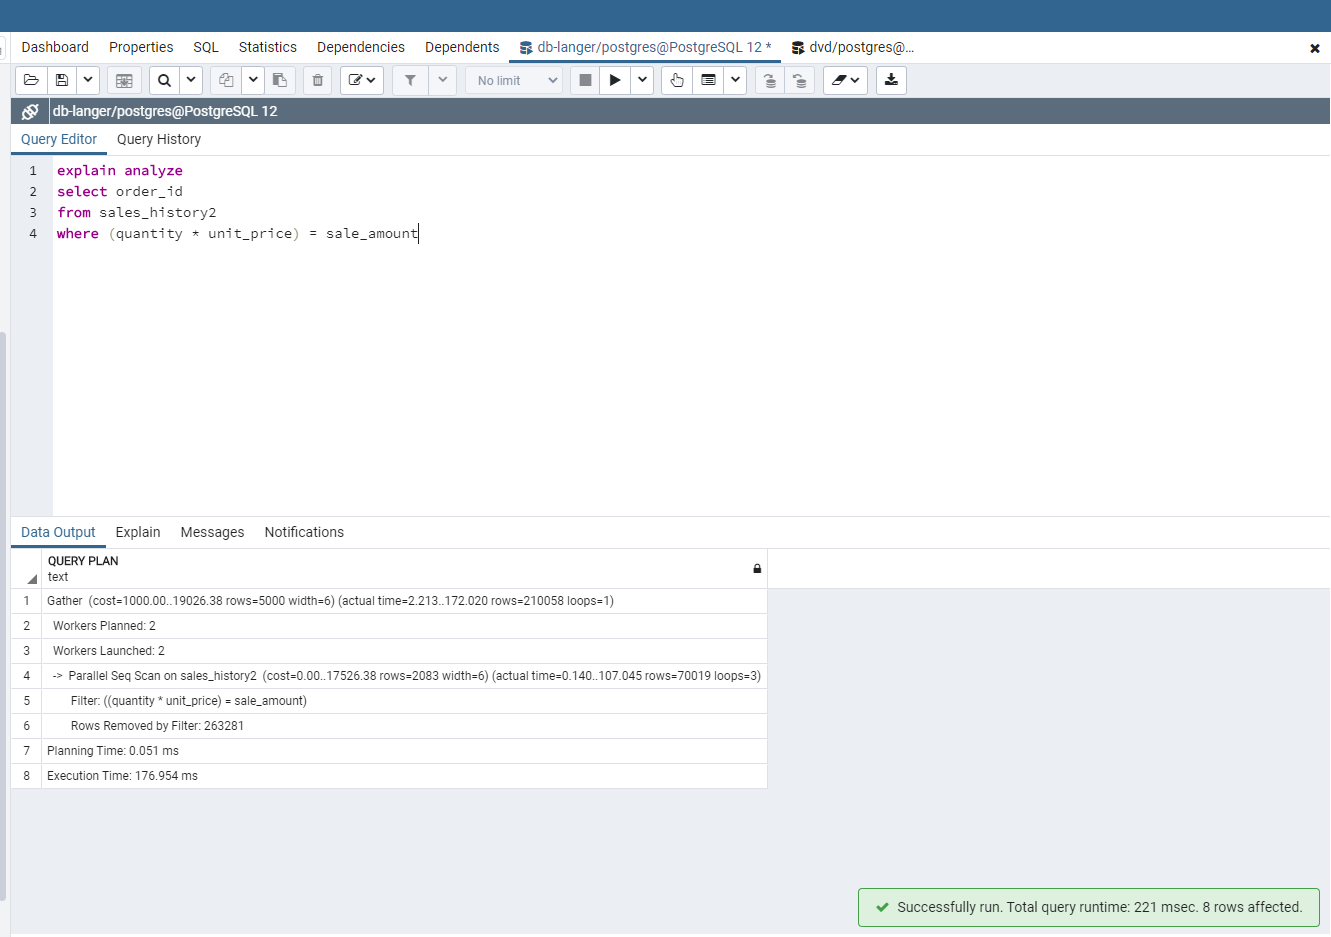 Dashboard Properties SQL Statistics Dependencies Dependents db-langer/postgres@PostgreSQL 12 * dvd/postgres@...
No limit
db-langer/postgres@PostgreSQL 12
Query Editor Query History
1 explain analyze
2 select order_id
3 from sales_history2
4 where (quantity * unit_price) = sale_amount
Data Output Explain Messages Notifications
QUERY PLAN
text
1 Gather (cost=1000.00..19026.38 rows=5000 width=6) (actual time=2.213..172.020 rows=210058 loops=1)
2 Workers Planned: 2
3 Workers Launched: 2
4 -> Parallel Seq Scan on sales_history2 (cost=0.00..17526.38 rows=2083 width=6) (actual time=0.140..107.045 rows=70019 loops=3)
5 Filter: ((quantity * unit_price) = sale_amount)
6 Rows Removed by Filter: 263281
7 Planning Time: 0.051 ms
8 Execution Time: 176.954 ms
Successfully run. Total query runtime: 221 msec. 8 rows affected.